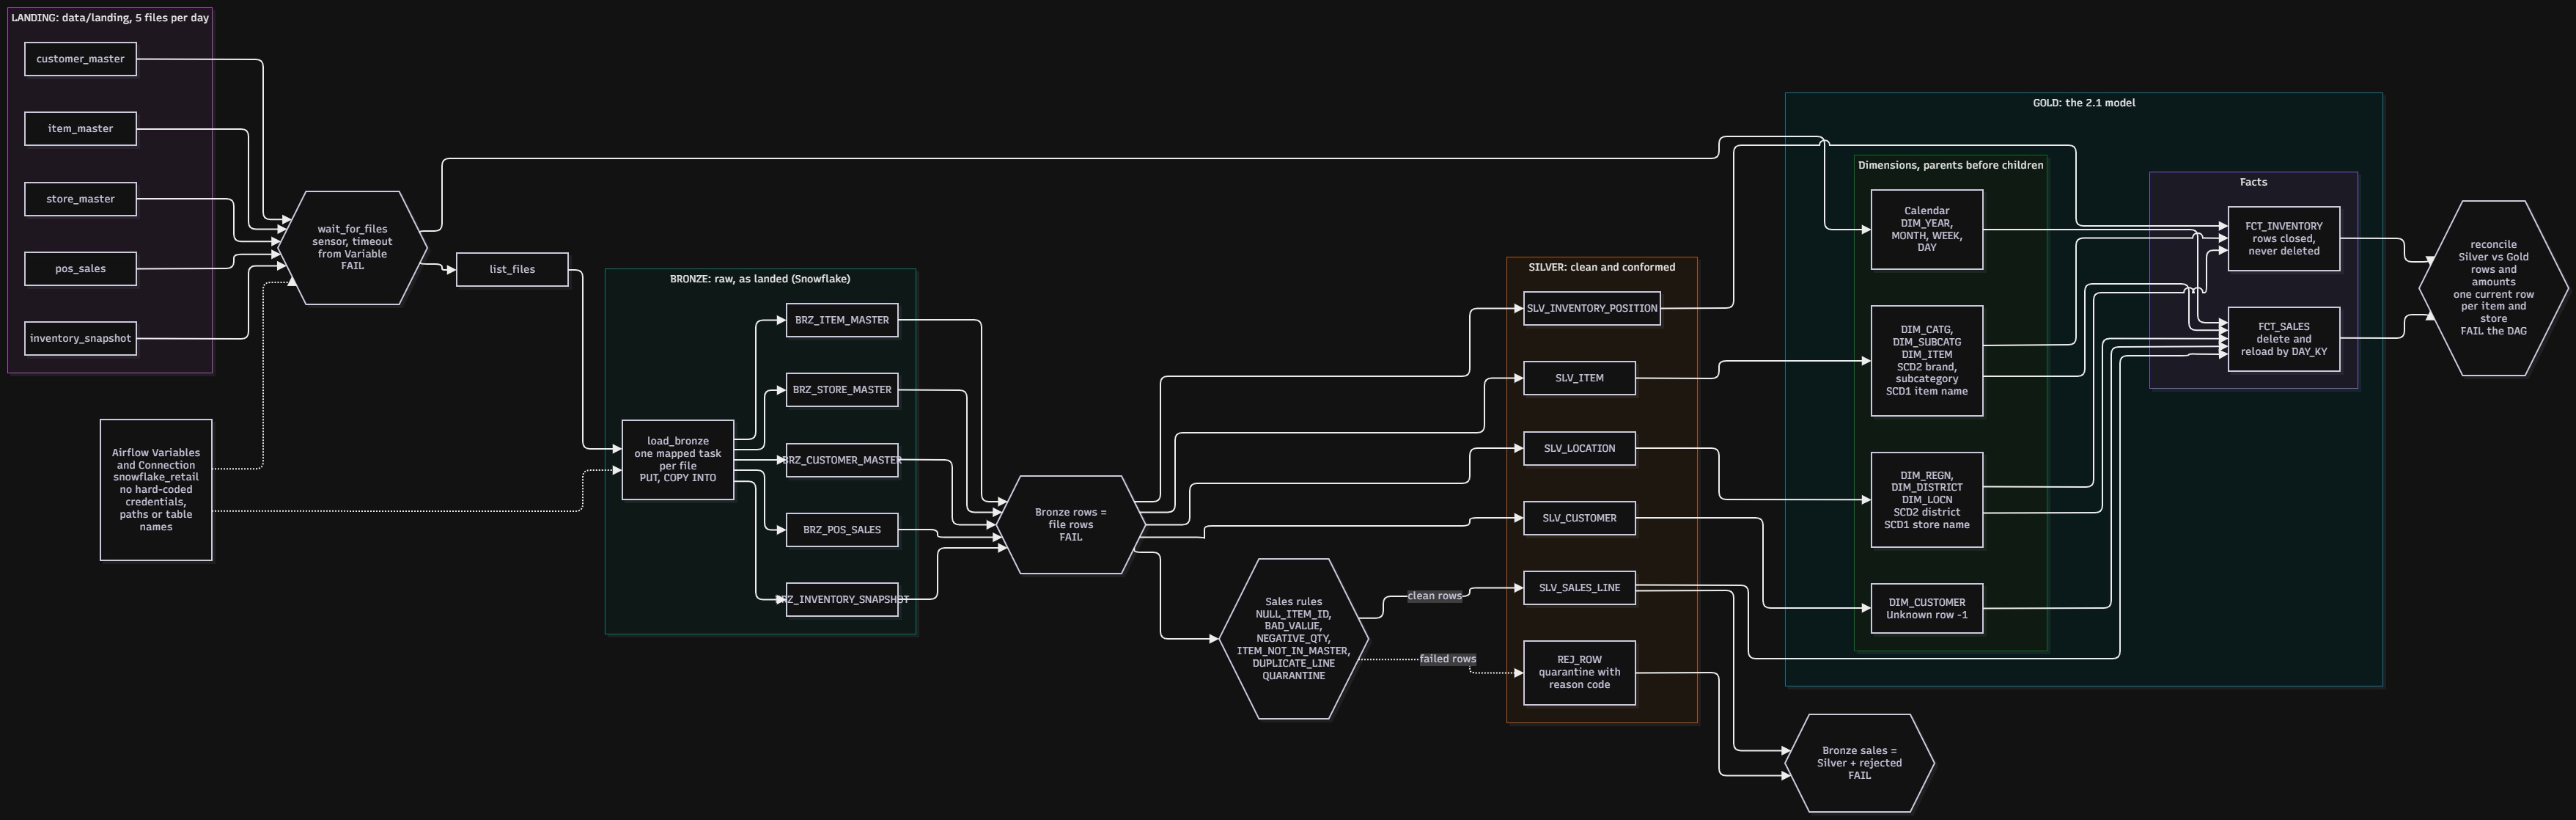 LANDING: data/landing, 5 files per day
customer_master
item_master
store_master
pos_sales
inventory_snapshot
Airflow Variables
and Connection
snowflake_retail
no hard-coded
credentials,
paths or table
names
wait_for_files
sensor, timeout
from Variable
FAIL
list_files
BRONZE: raw, as landed (Snowflake)
load_bronze
one mapped task
per file
PUT, COPY INTO
BRZ_ITEM_MASTER
BRZ_STORE_MASTER
BRZ_CUSTOMER_MASTER
BRZ_POS_SALES
BRZ_INVENTORY_SNAPSHOT
Bronze rows =
file rows
FAIL
Sales rules
NULL_ITEM_ID,
BAD_VALUE,
NEGATIVE_QTY,
ITEM_NOT_IN_MASTER,
DUPLICATE_LINE
QUARANTINE
clean rows
failed rows
SILVER: clean and conformed
SLV_INVENTORY_POSITION
SLV_ITEM
SLV_LOCATION
SLV_CUSTOMER
SLV_SALES_LINE
REJ_ROW
quarantine with
reason code
GOLD: the 2.1 model
Dimensions, parents before children
Calendar
DIM_YEAR,
MONTH, WEEK,
DAY
DIM_CATG,
DIM_SUBCATG
DIM_ITEM
SCD2 brand,
subcategory
SCD1 item name
DIM_REGN,
DIM_DISTRICT
DIM_LOCN
SCD2 district
SCD1 store name
DIM_CUSTOMER
Unknown row -1
Facts
FCT_INVENTORY
rows closed,
never deleted
FCT_SALES
delete and
reload by DAY_KY
Bronze sales =
Silver + rejected
FAIL
reconcile
Silver vs Gold
rows and
amounts
one current row
per item and
store
FAIL the DAG